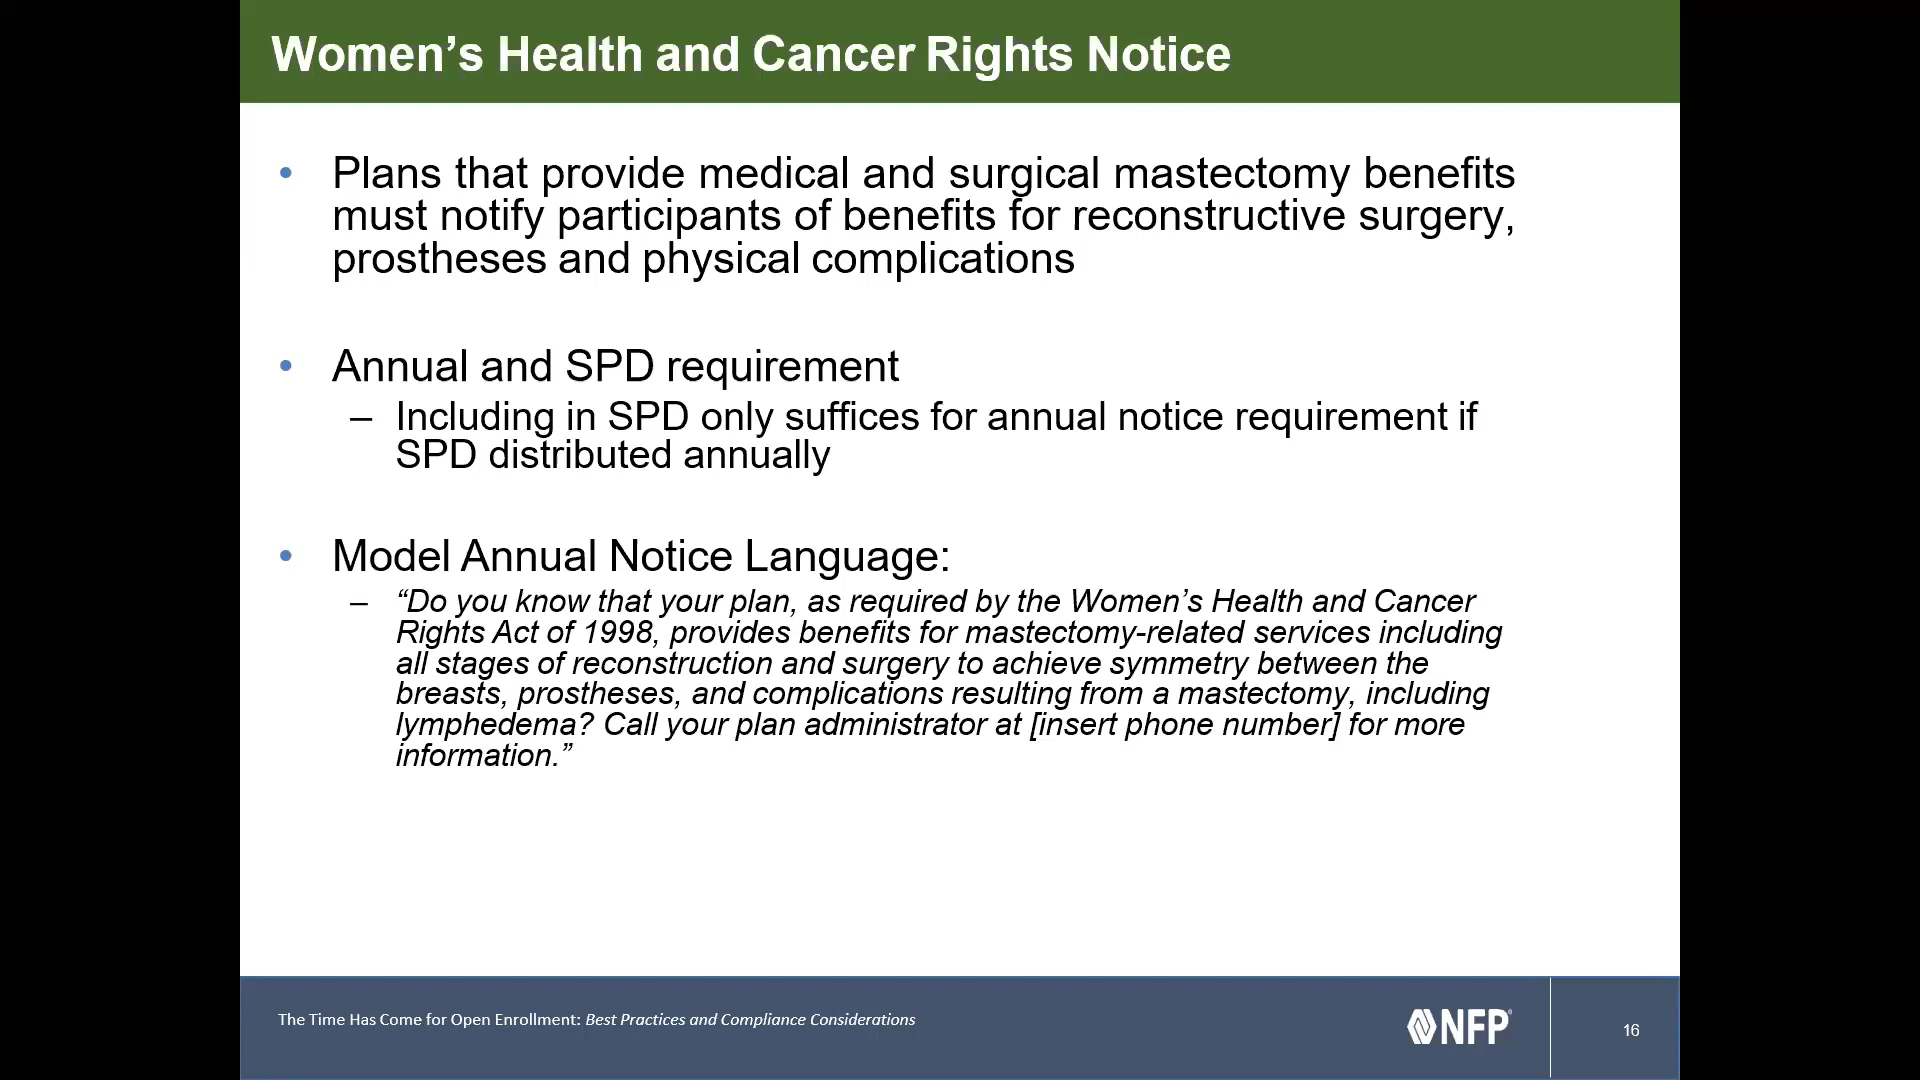 Women’s Health and Cancer Rights Notice
• Plans that provide medical and surgical mastectomy benefits
must notify participants of benefits for reconstructive surgery,
prostheses and physical complications
• Annual and SPD requirement
– Including in SPD only suffices for annual notice requirement if
SPD distributed annually
• Model Annual Notice Language:
– “Do you know that your plan, as required by the Women’s Health and Cancer
Rights Act of 1998, provides benefits for mastectomy-related services including
all stages of reconstruction and surgery to achieve symmetry between the
breasts, prostheses, and complications resulting from a mastectomy, including
lymphedema? Call your plan administrator at [insert phone number] for more
information.”
The Time Has Come for Open Enrollment: Best Practices and Compliance Considerations
NFP
16